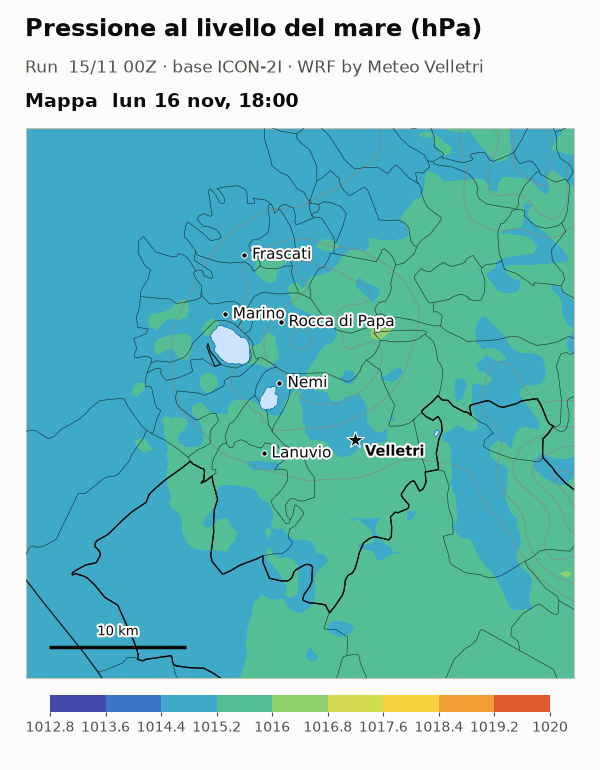 Pressione al livello del mare (hPa)
Run  15/11 00Z · base ICON-2I · WRF by Meteo Velletri
Mappa  lun 16 nov, 18:00
Frascati
Marino
Rocca di Papa
Nemi
Velletri
Lanuvio
10 km
1012.8 1013.6 1014.4 1015.2 1016 1016.8 1017.6 1018.4 1019.2 1020